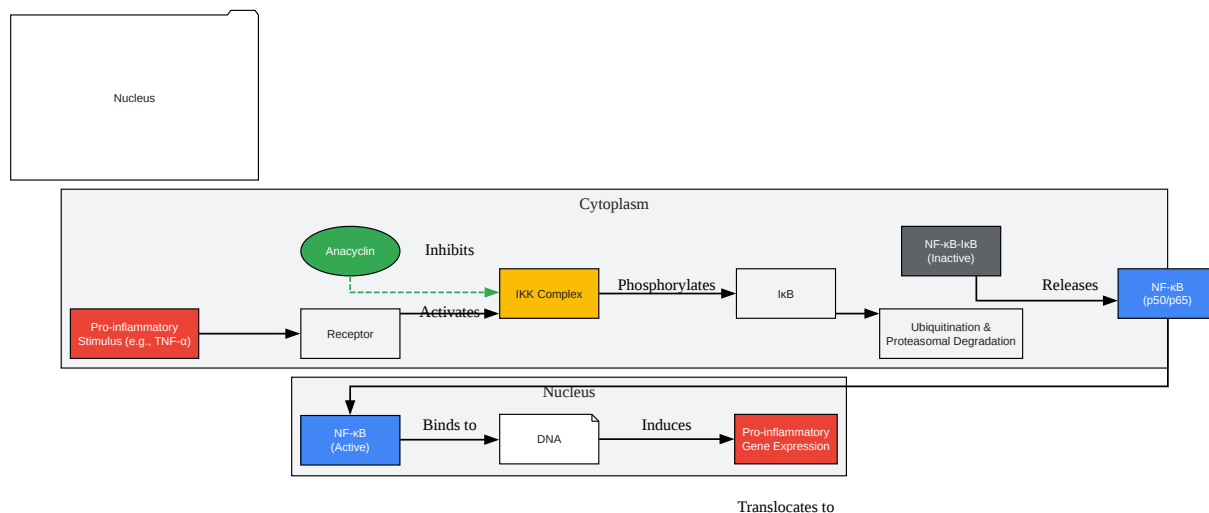 Nucleus
Cytoplasm
Anacyclin
Inhibits
NF-κB-IκB
(Inactive)
IKK Complex
Phosphorylates
IκB
Releases
NF-κB
(p50/p65)
Pro-inflammatory
Stimulus (e.g., TNF-α)
Receptor
Activates
Ubiquitination &
Proteasomal Degradation
Nucleus
NF-κB
(Active)
Binds to
DNA
Induces
Pro-inflammatory
Gene Expression
Translocates to